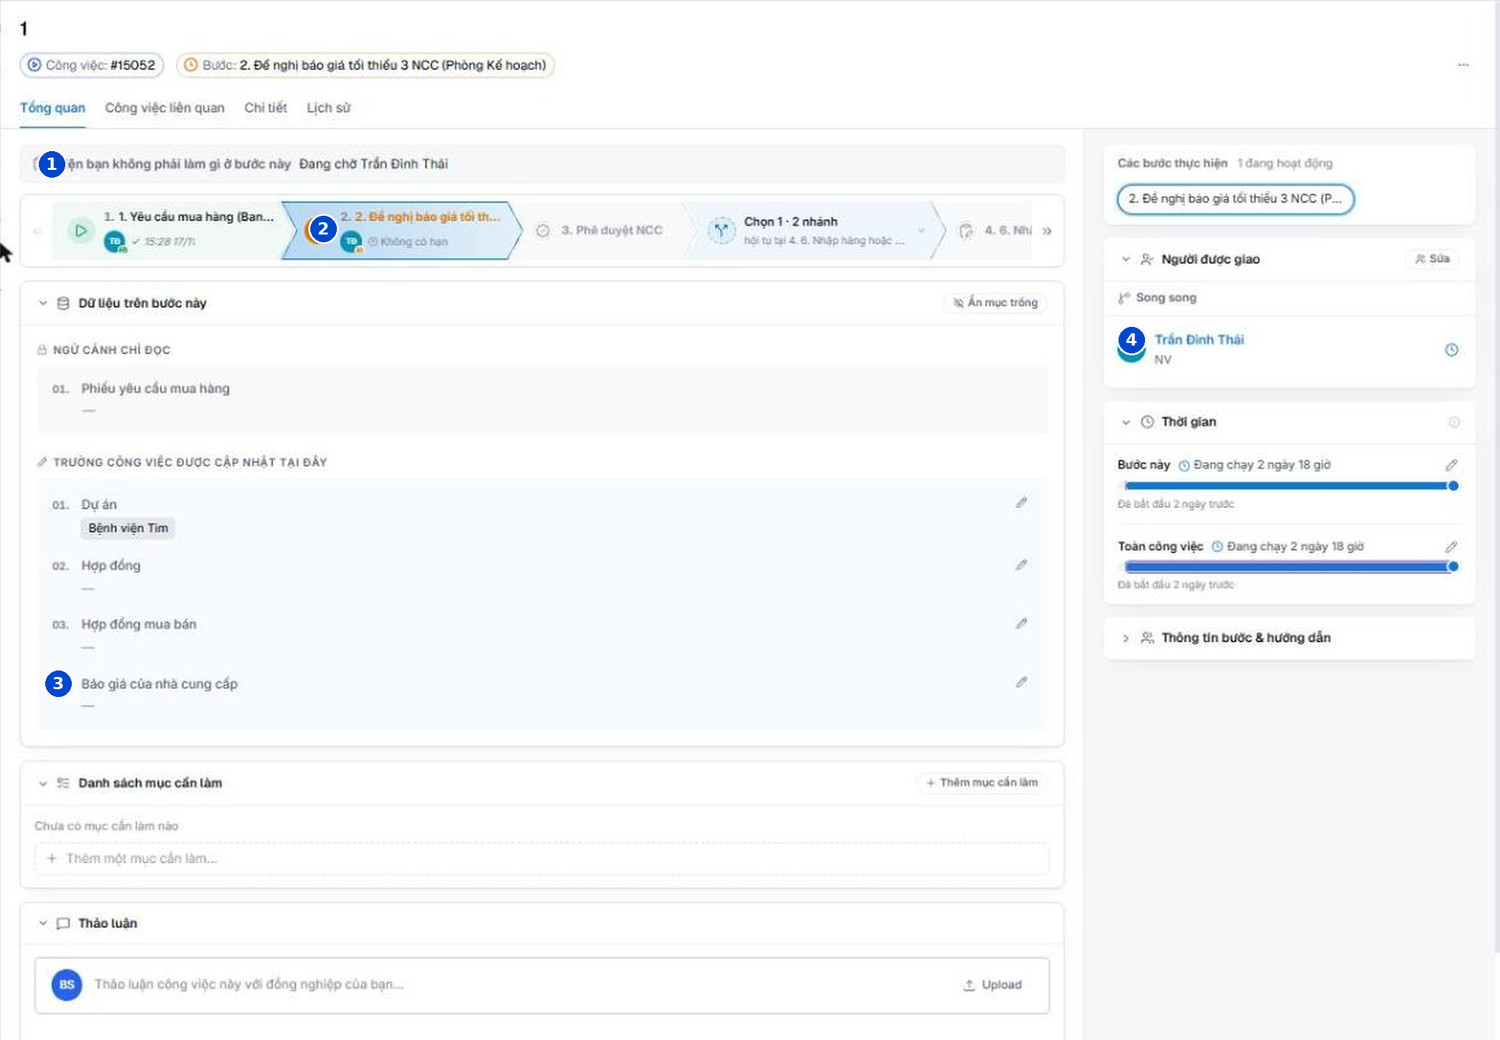 1
Công việc: #15052
Bước: 2. Đề nghị báo giá tối thiểu 3 NCC (Phòng Kế hoạch)
Tổng quan
Công việc liên quan
Chi tiết
Lịch sử
1
ện bạn không phải làm gì ở bước này Đang chờ Trần Đình Thái
1. 1. Yêu cầu mua hàng (Ban...
TĐ 15:28 17/11
2
2. 2. Đề nghị báo giá tối th...
TĐ Không có hạn
3. Phê duyệt NCC
Chọn 1 · 2 nhánh
hội tụ tại 4. 6. Nhập hàng hoặc ...
4. 6. Nhậ
Dữ liệu trên bước này
Ẩn mục trống
NGỮ CẢNH CHỈ ĐỌC
01. Phiếu yêu cầu mua hàng
—
TRƯỜNG CÔNG VIỆC ĐƯỢC CẬP NHẬT TẠI ĐÂY
01. Dự án
Bệnh viện Tim
02. Hợp đồng
—
03. Hợp đồng mua bán
—
3
Báo giá của nhà cung cấp
—
Danh sách mục cần làm
+ Thêm mục cần làm
Chưa có mục cần làm nào
+ Thêm một mục cần làm...
Thảo luận
BS
Thảo luận công việc này với đồng nghiệp của bạn...
Upload
Các bước thực hiện 1 đang hoạt động
2. Đề nghị báo giá tối thiểu 3 NCC (P...
Người được giao
Sửa
Song song
4
Trần Đình Thái
NV
Thời gian
Bước này Đang chạy 2 ngày 18 giờ
Đã bắt đầu 2 ngày trước
Toàn công việc Đang chạy 2 ngày 18 giờ
Đã bắt đầu 2 ngày trước
Thông tin bước & hướng dẫn